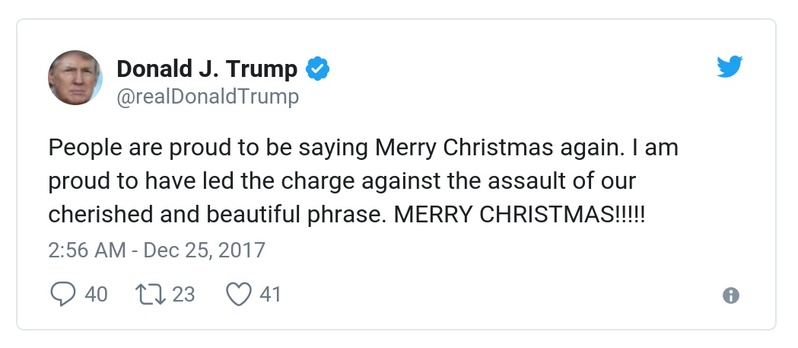 Donald J. Trump
@realDonaldTrump
People are proud to be saying Merry Christmas again. I am
proud to have led the charge against the assault of our
cherished and beautiful phrase. MERRY CHRISTMAS!!!!!
2:56 AM - Dec 25, 2017
40 23 41